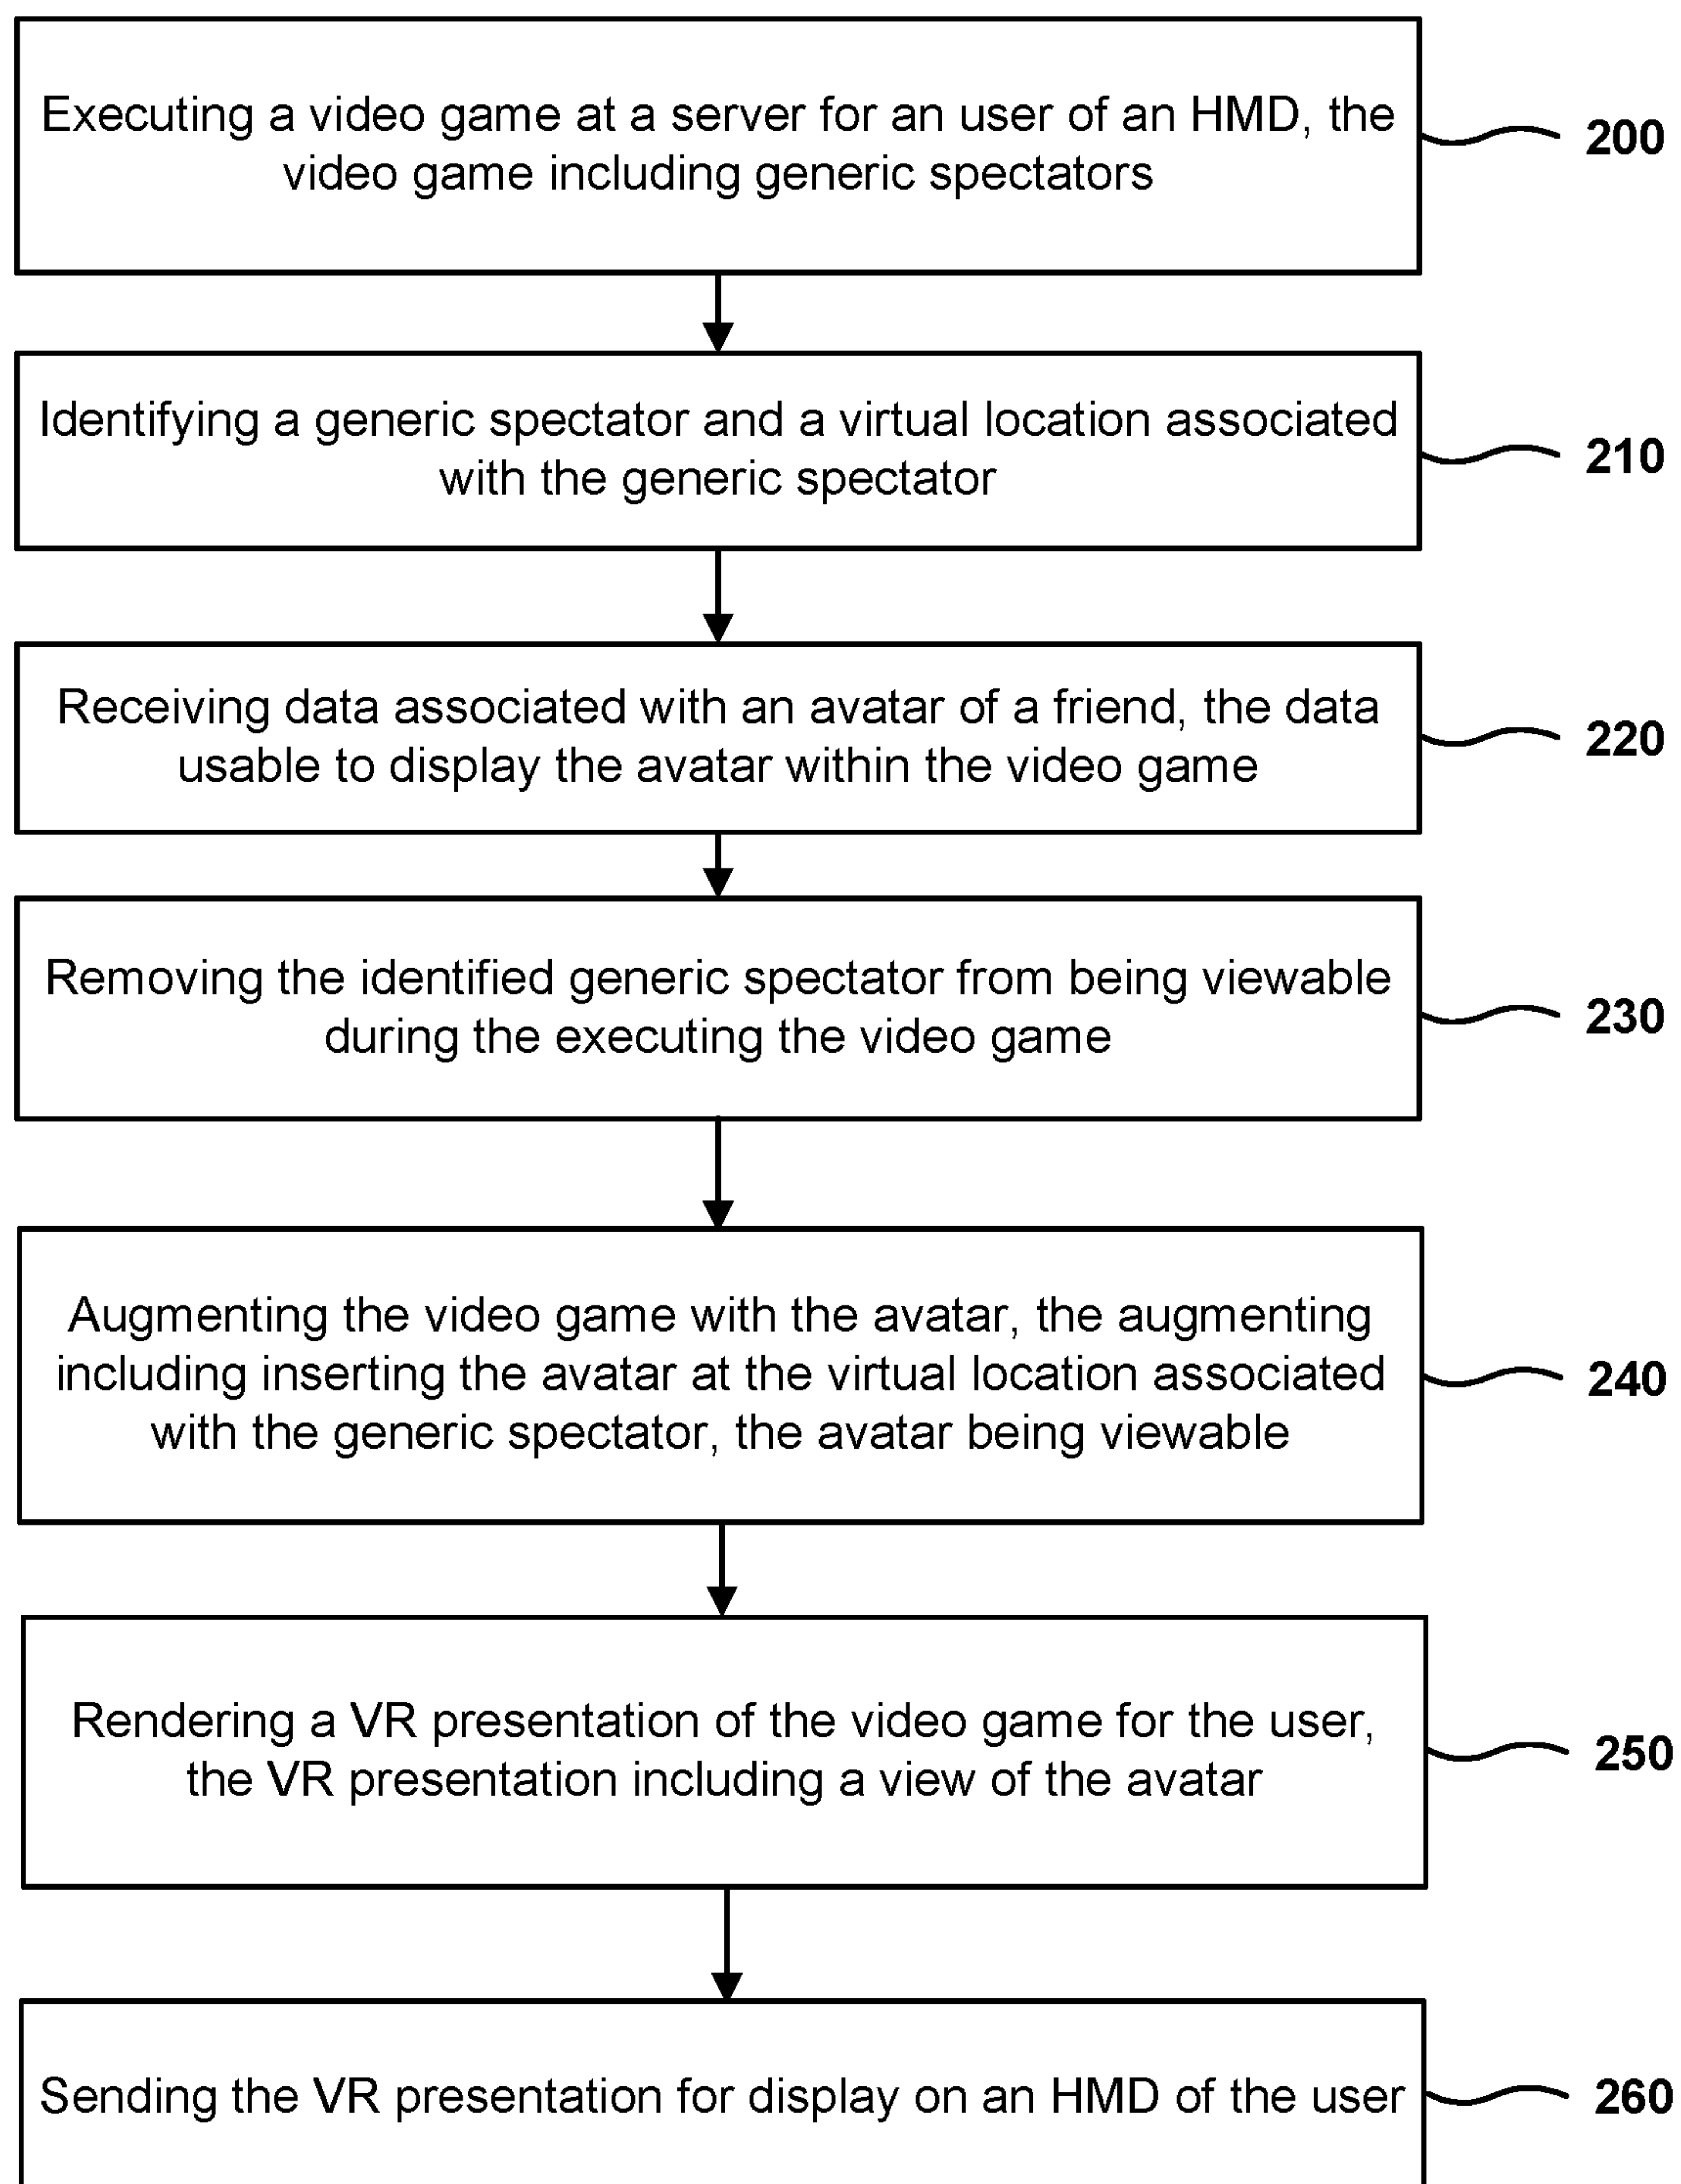 Executing a video game at a server for an user of an HMD, the
video game including generic spectators
200
Identifying a generic spectator and a virtual location associated
with the generic spectator
210
Receiving data associated with an avatar of a friend, the data
usable to display the avatar within the video game
220
Removing the identified generic spectator from being viewable
during the executing the video game
230
Augmenting the video game with the avatar, the augmenting
including inserting the avatar at the virtual location associated
with the generic spectator, the avatar being viewable
240
Rendering a VR presentation of the video game for the user,
the VR presentation including a view of the avatar
250
Sending the VR presentation for display on an HMD of the user
260